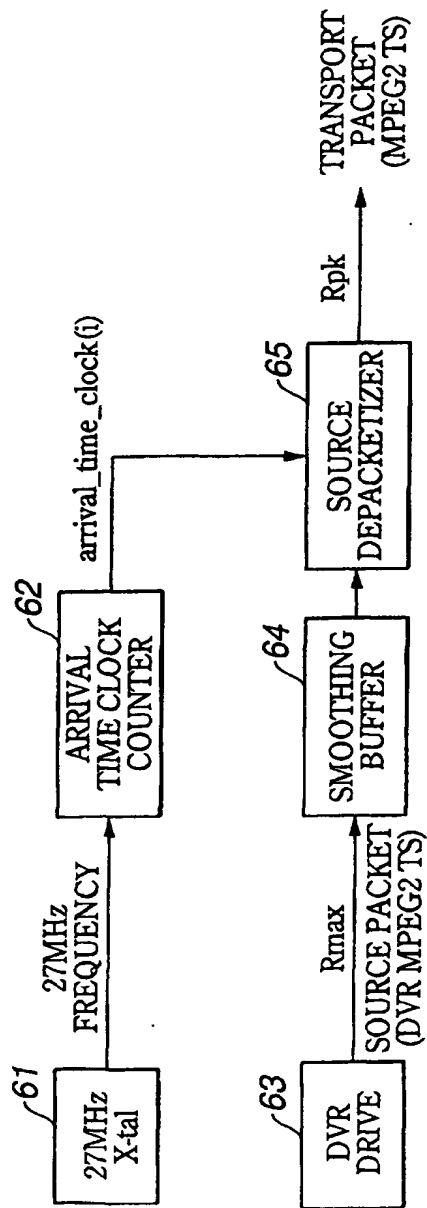 61
27MHz
X-tal
27MHz
FREQUENCY
62
ARRIVAL
TIME CLOCK
COUNTER
arrival_time_clock(i)
63
DVR
DRIVE
Rmax
SOURCE PACKET
(DVR MPEG2 TS)
64
SMOOTHING
BUFFER
65
SOURCE
DEPACKETIZER
Rpk
TRANSPORT
PACKET
(MPEG2 TS)